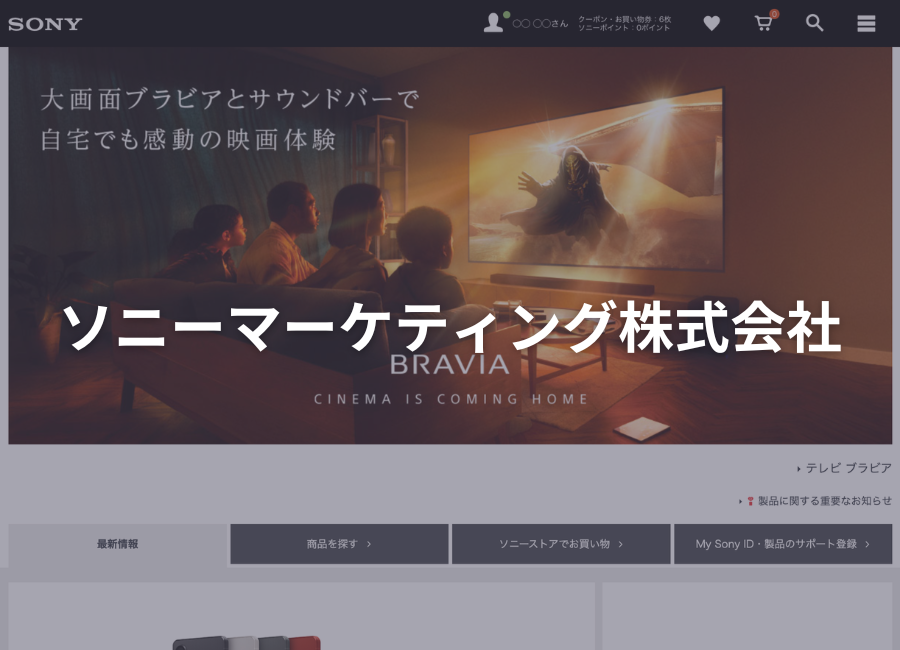 SONY
〇〇 〇〇さん
クーポン・お買い物券：6枚
ソニーポイント：0ポイント
0
大画面ブラビアとサウンドバーで
自宅でも感動の映画体験
ソニーマーケティング株式会社
BRAVIA
CINEMA IS COMING HOME
テレビ ブラビア
製品に関する重要なお知らせ
最新情報
商品を探す
ソニーストアでお買い物
My Sony ID・製品のサポート登録